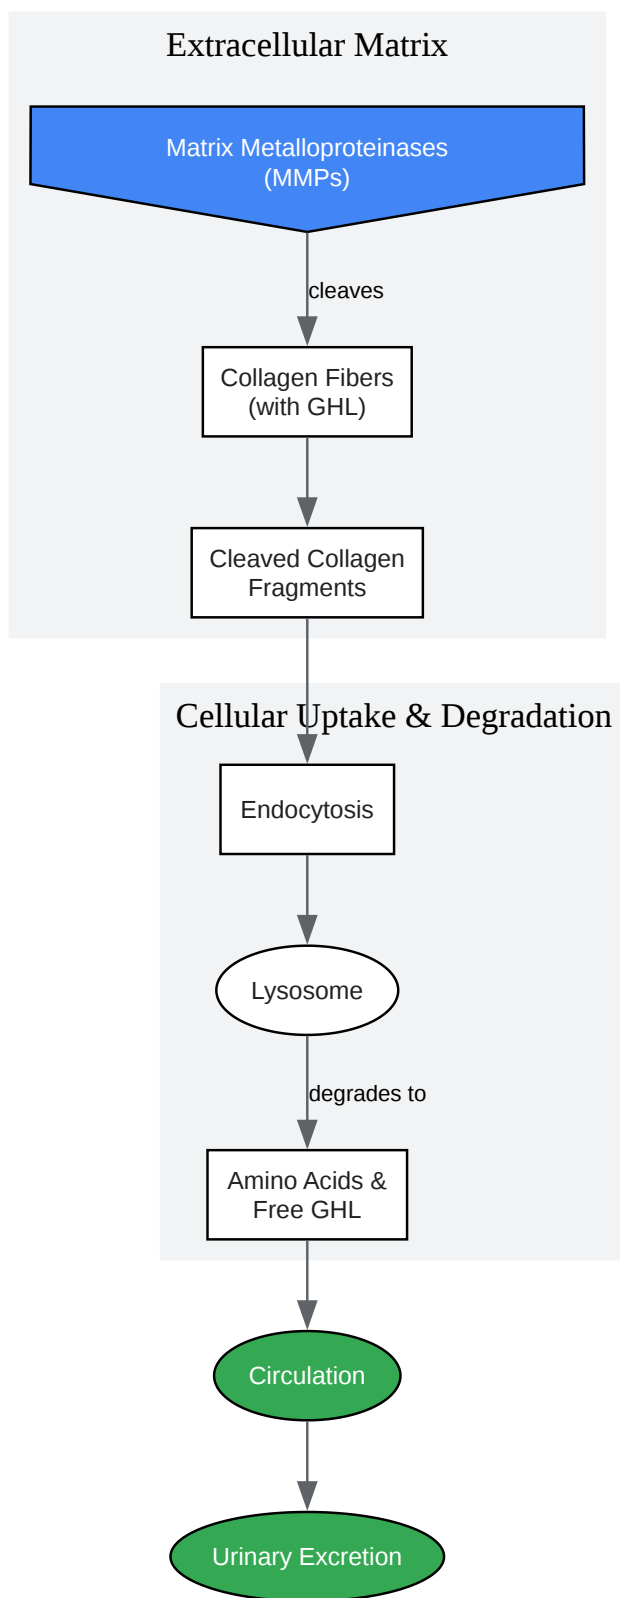 Extracellular Matrix
Matrix Metalloproteinases
(MMPs)
cleaves
Collagen Fibers
(with GHL)
Cleaved Collagen
Fragments
Cellular Uptake & Degradation
Endocytosis
Lysosome
degrades to
Amino Acids &
Free GHL
Circulation
Urinary Excretion